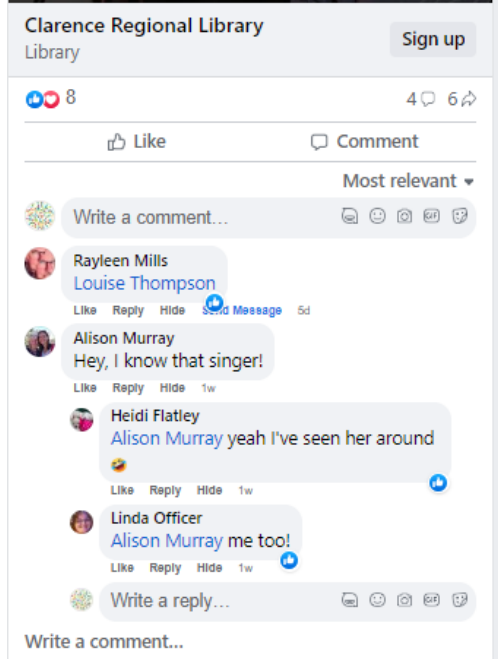 Clarence Regional Library
Library
Sign up
8
4 6
Like Comment
Most relevant
Write a comment...
GIF
Rayleen Mills
Louise Thompson
Like Reply Hide Send Message 5d
Alison Murray
Hey, I know that singer!
Like Reply Hide 1w
Heidi Flatley
Alison Murray yeah I've seen her around
Like Reply Hide 1w
Linda Officer
Alison Murray me too!
Like Reply Hide 1w
Write a reply...
GIF
Write a comment...